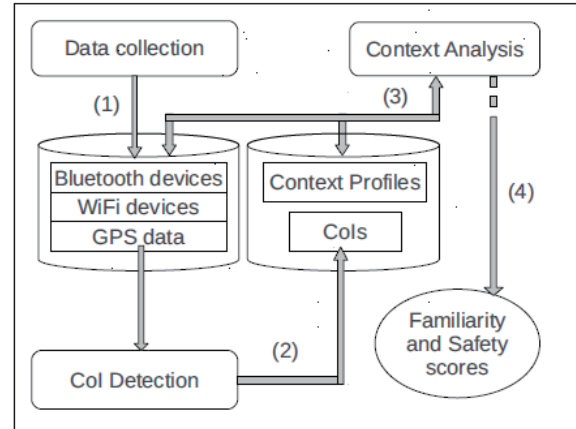 Data collection
Context Analysis
(1)
(3)
Bluetooth devices
WiFi devices
GPS data
Context Profiles
CoIs
(4)
(2)
CoI Detection
Familiarity
and Safety
scores